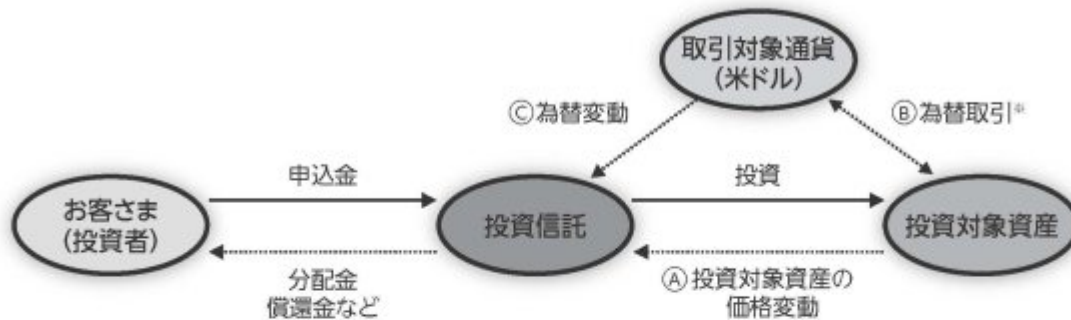 取引対象通貨
(米ドル)
Ⓒ為替変動
Ⓑ為替取引※
申込金
投資
お客さま
(投資者)
投資信託
投資対象資産
分配金
償還金など
Ⓐ投資対象資産の
価格変動